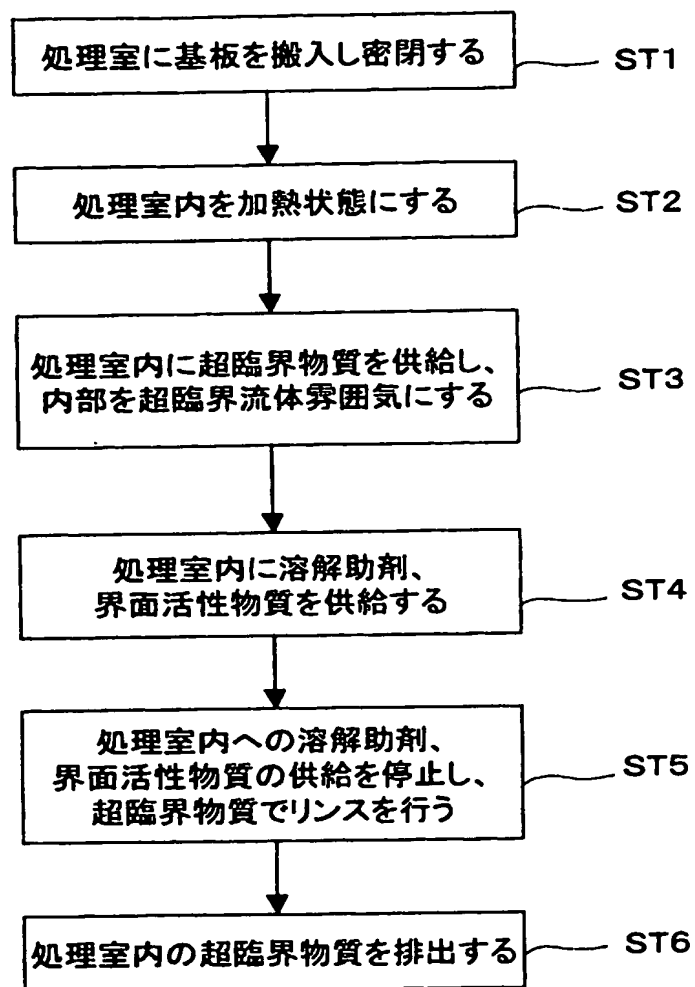 処理室に基板を搬入し密閉する
ST1
処理室内を加熱状態にする
ST2
処理室内に超臨界物質を供給し、
内部を超臨界流体雰囲気にする
ST3
処理室内に溶解助剤、
界面活性物質を供給する
ST4
処理室内への溶解助剤、
界面活性物質の供給を停止し、
超臨界物質でリンスを行う
ST5
処理室内の超臨界物質を排出する
ST6